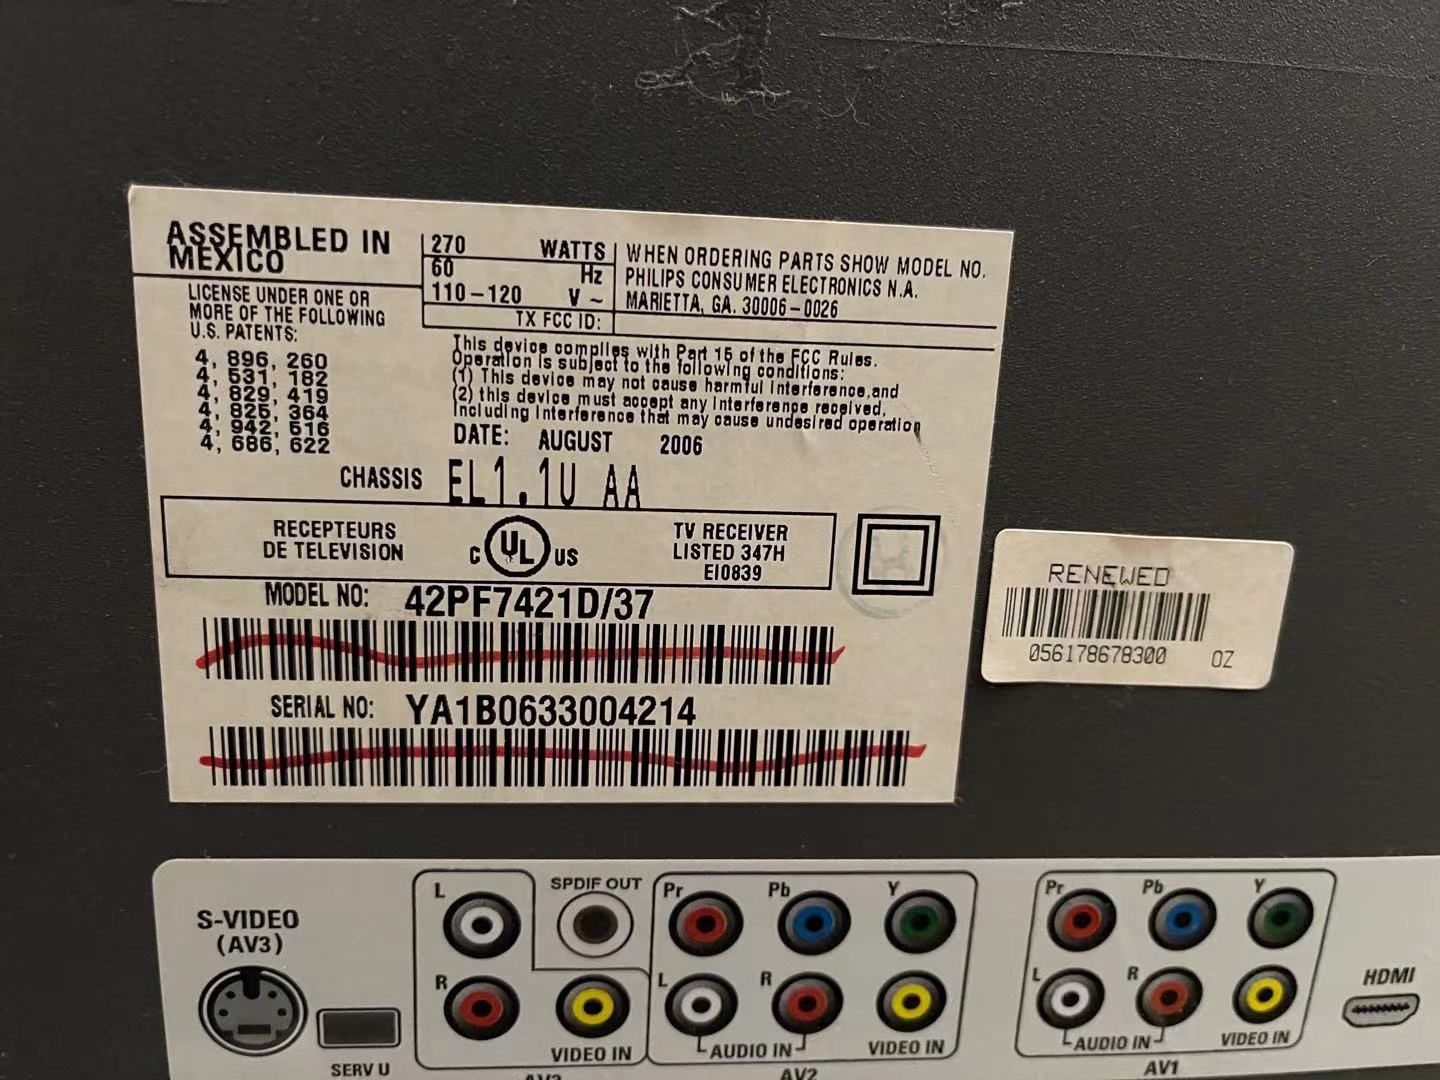 ASSEMBLED IN
MEXICO
270 WATTS
60 Hz
110-120 V ~
TX FCC ID:
WHEN ORDERING PARTS SHOW MODEL NO.
PHILIPS CONSUMER ELECTRONICS N.A.
MARIETTA, GA. 30006-0026
LICENSE UNDER ONE OR
MORE OF THE FOLLOWING
U.S. PATENTS:
4, 896, 260
4, 531, 182
4, 829, 419
4, 825, 364
4, 942, 516
4, 686, 622
This device complies with Part 15 of the FCC Rules.
Operation is subject to the following conditions:
(1) This device may not cause harmful interference,and
(2) this device must accept any interference received,
Including interference that may cause undesired operation
DATE: AUGUST 2006
CHASSIS EL1.1U AA
RECEPTEURS
DE TELEVISION
C UL US
TV RECEIVER
LISTED 347H
EI0839
MODEL NO: 42PF7421D/37
SERIAL NO: YA1B0633004214
RENEWED
056178678300 OZ
S-VIDEO
(AV3)
SERV U
L
R
SPDIF OUT
VIDEO IN
AV3
Pr Pb Y
L R
AUDIO IN VIDEO IN
AV2
Pr Pb Y
L R
AUDIO IN VIDEO IN
AV1
HDMI